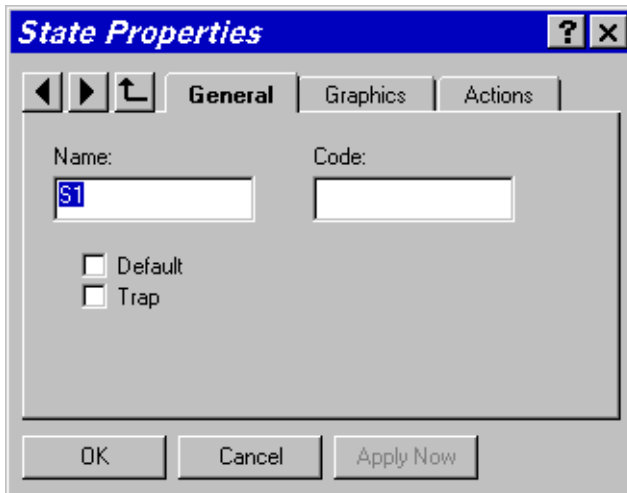 State Properties ?
General Graphics Actions
Name: Code:
S1
Default
Trap
OK Cancel Apply Now